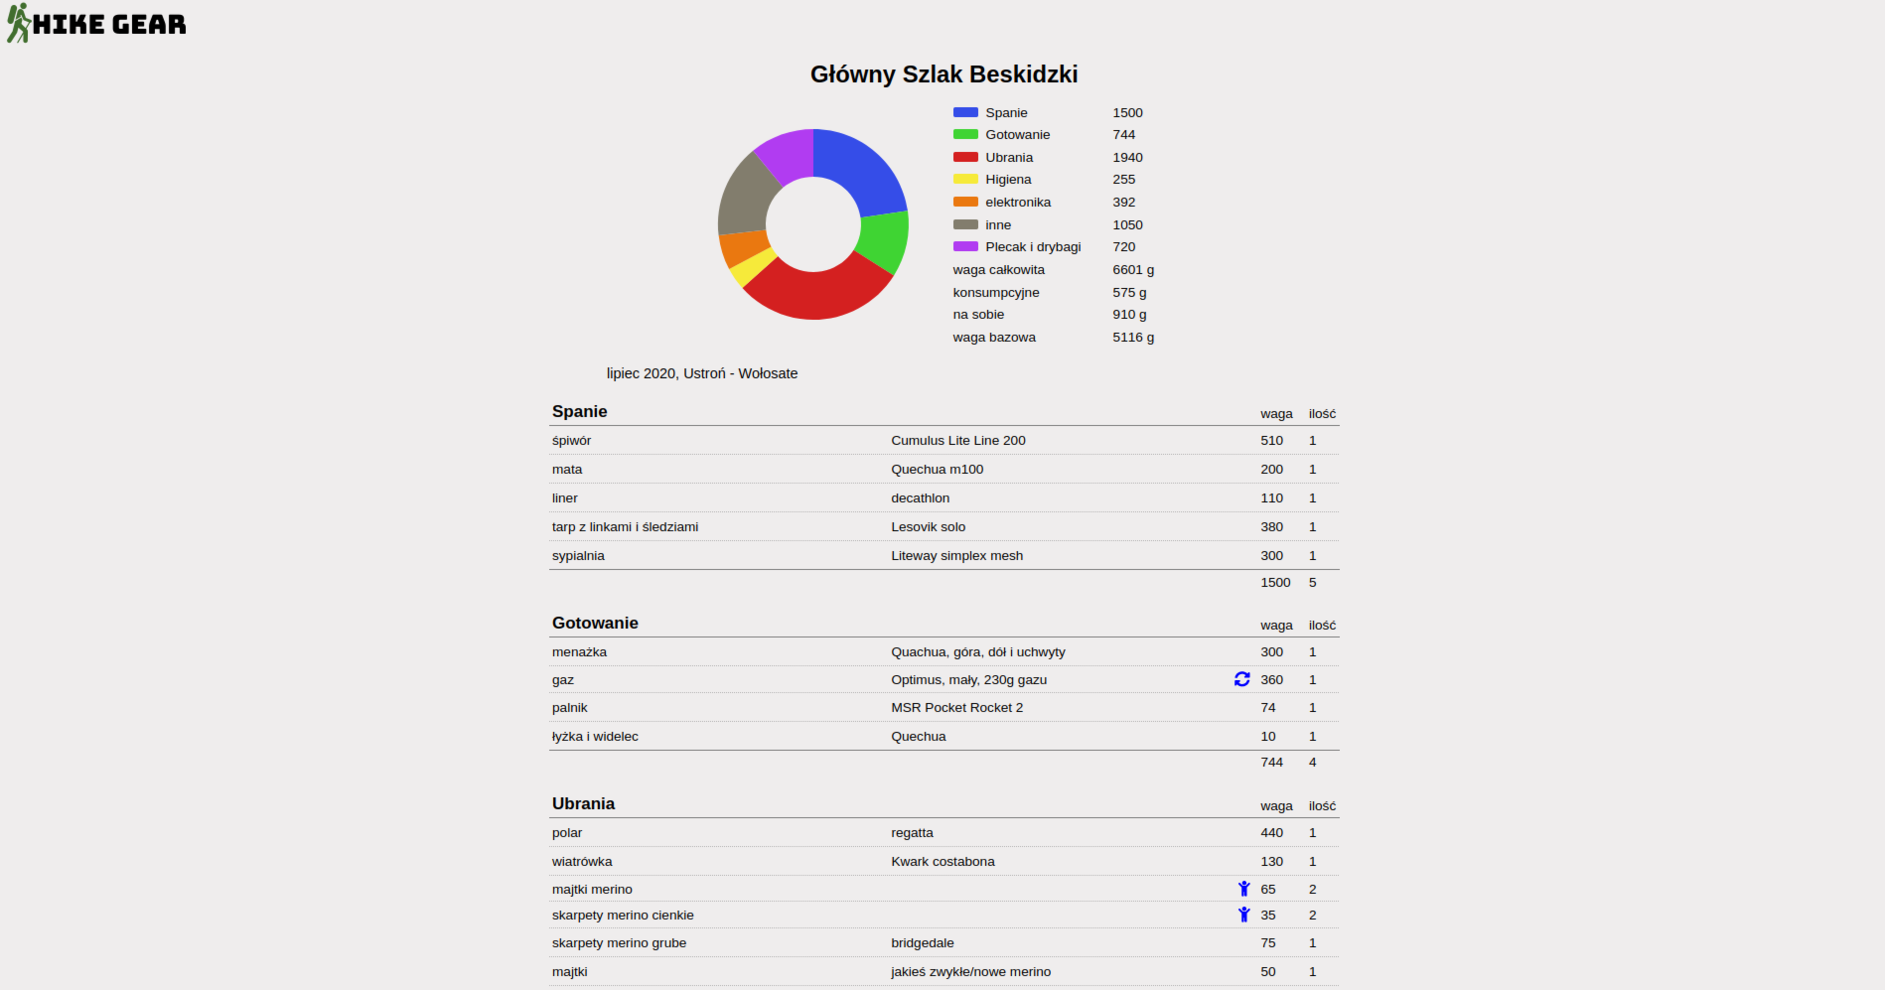 HIKE GEAR
Główny Szlak Beskidzki
Spanie 1500
Gotowanie 744
Ubrania 1940
Higiena 255
elektronika 392
inne 1050
Plecak i drybagi 720
waga całkowita 6601 g
konsumpcyjne 575 g
na sobie 910 g
waga bazowa 5116 g
lipiec 2020, Ustroń - Wołosate
Spanie waga ilość
śpiwór Cumulus Lite Line 200 510 1
mata Quechua m100 200 1
liner decathlon 110 1
tarp z linkami i śledziami Lesovik solo 380 1
sypialnia Liteway simplex mesh 300 1
1500 5
Gotowanie waga ilość
menażka Quachua, góra, dół i uchwyty 300 1
gaz Optimus, mały, 230g gazu 360 1
palnik MSR Pocket Rocket 2 74 1
łyżka i widelec Quechua 10 1
744 4
Ubrania waga ilość
polar regatta 440 1
wiatrówka Kwark costabona 130 1
majtki merino 65 2
skarpety merino cienkie 35 2
skarpety merino grube bridgedale 75 1
majtki jakieś zwykłe/nowe merino 50 1